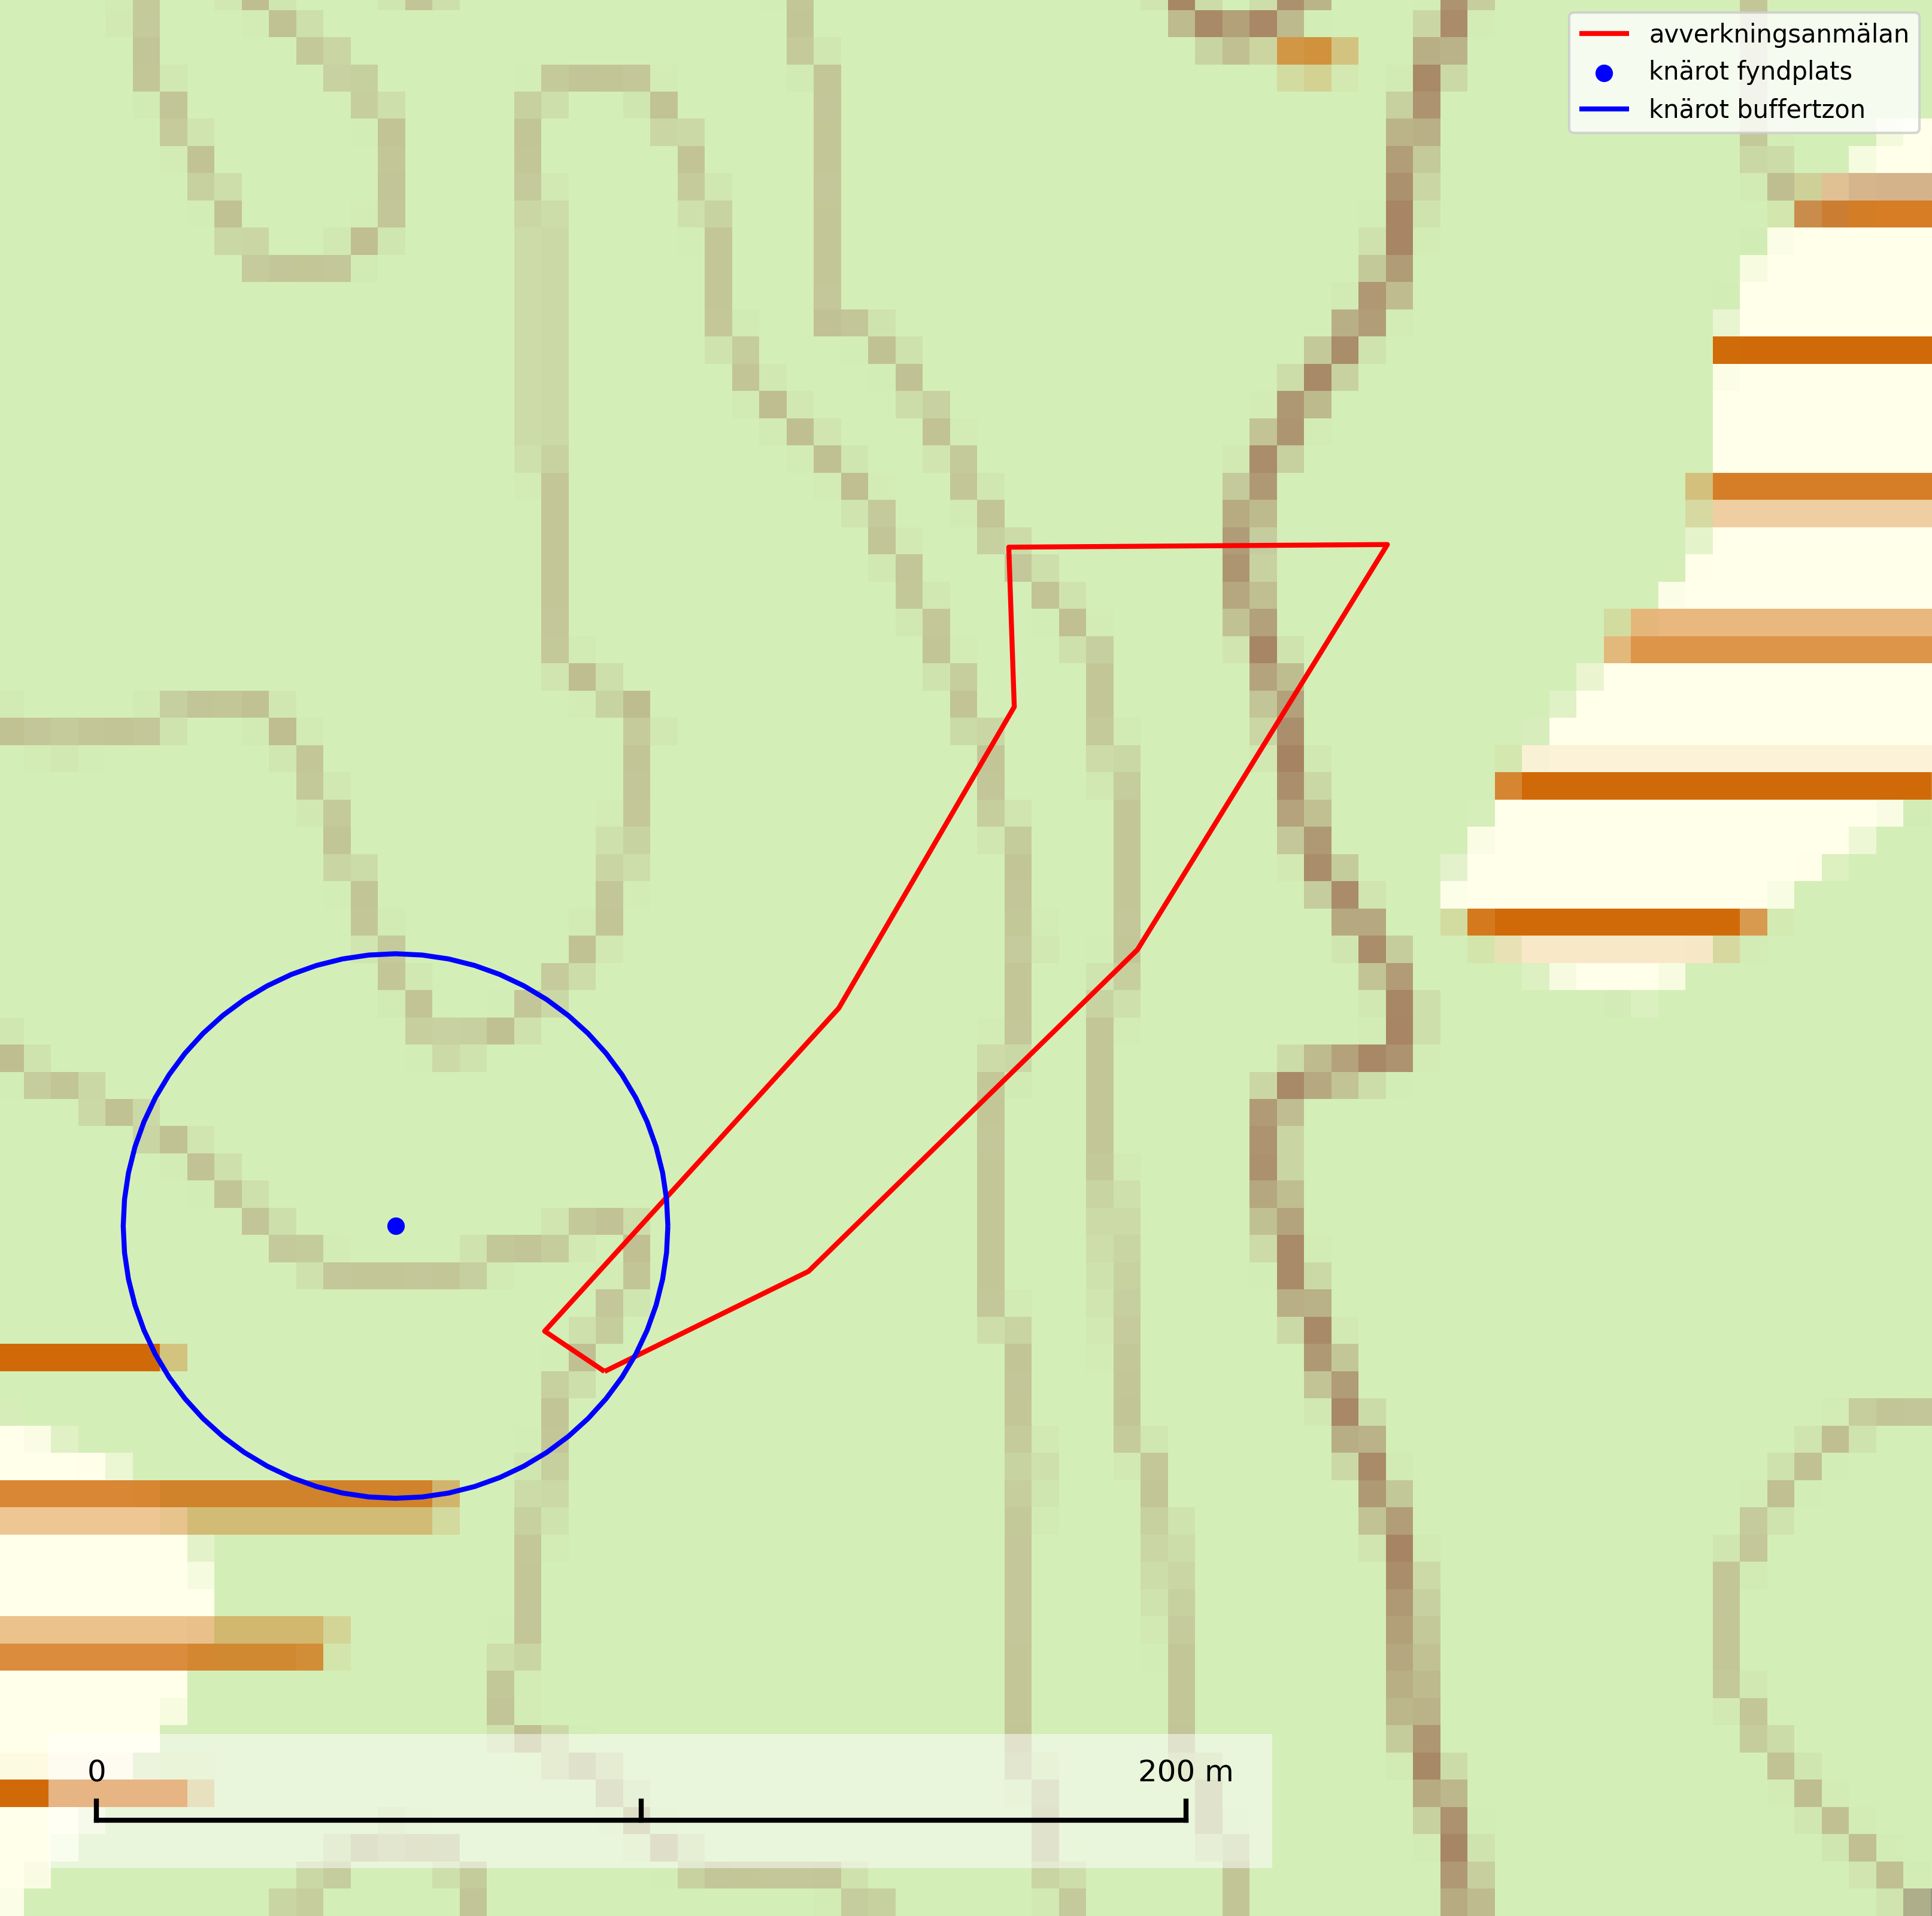 avverkningsanmälan
knärot fyndplats
knärot buffertzon
0
200 m